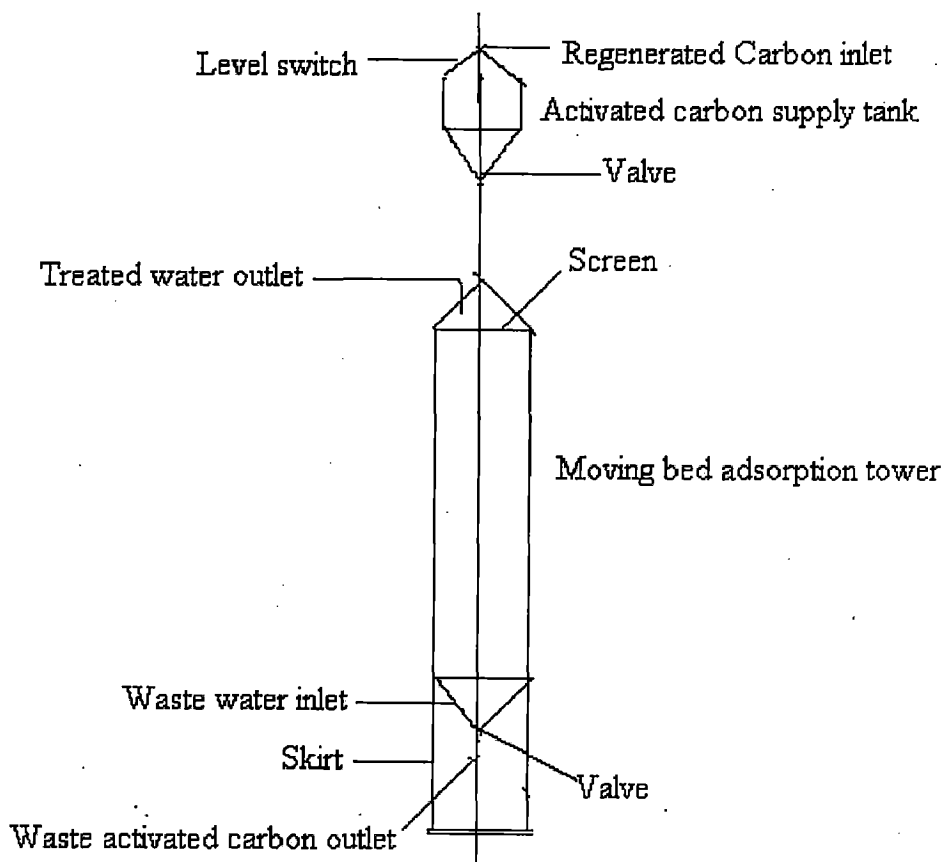 Regenerated Carbon inlet
Level switch
Activated carbon supply tank
Valve
Screen
Treated water outlet
Moving bed adsorption tower
Waste water inlet
Skirt
Valve
Waste activated carbon outlet